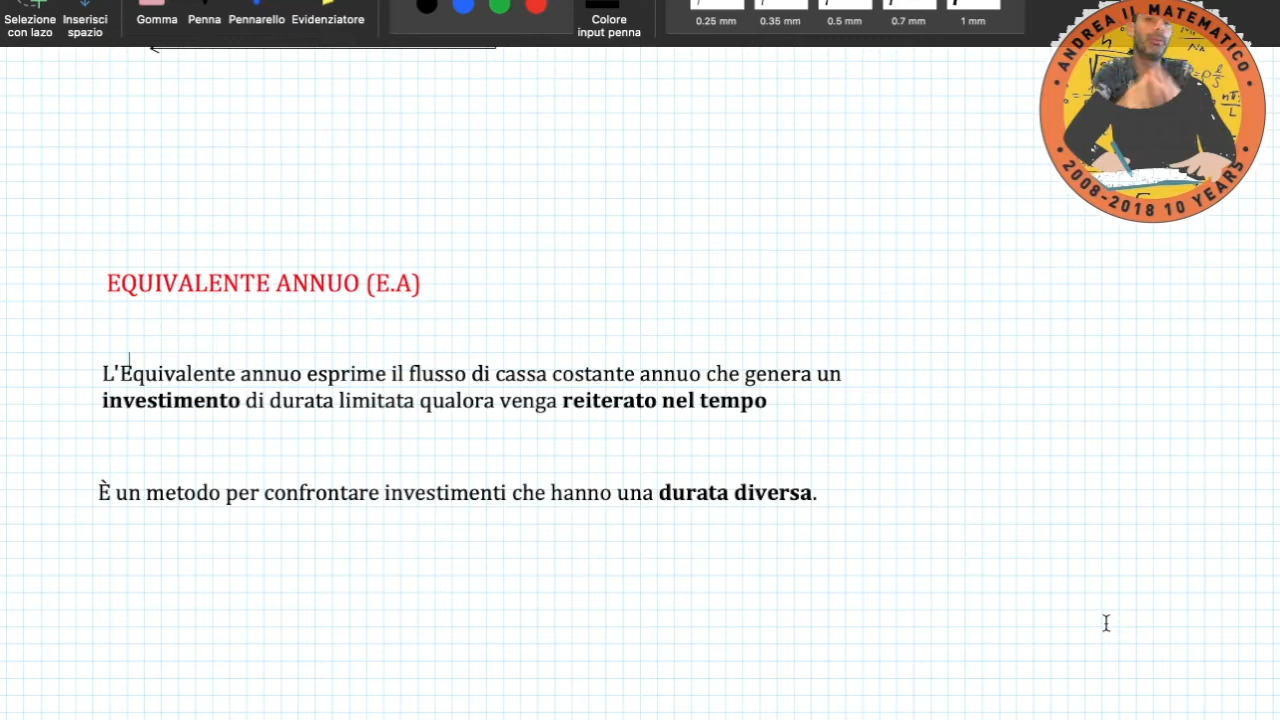 Selezione con lazo
Inserisci spazio
Gomma
Penna
Pennarello
Evidenziatore
Colore input penna
0.25 mm
0.35 mm
0.5 mm
0.7 mm
1 mm
ANDREA IL MATEMATICO
2008-2018 10 YEARS
EQUIVALENTE ANNUO (E.A)
L'Equivalente annuo esprime il flusso di cassa costante annuo che genera un
investimento di durata limitata qualora venga reiterato nel tempo
È un metodo per confrontare investimenti che hanno una durata diversa.